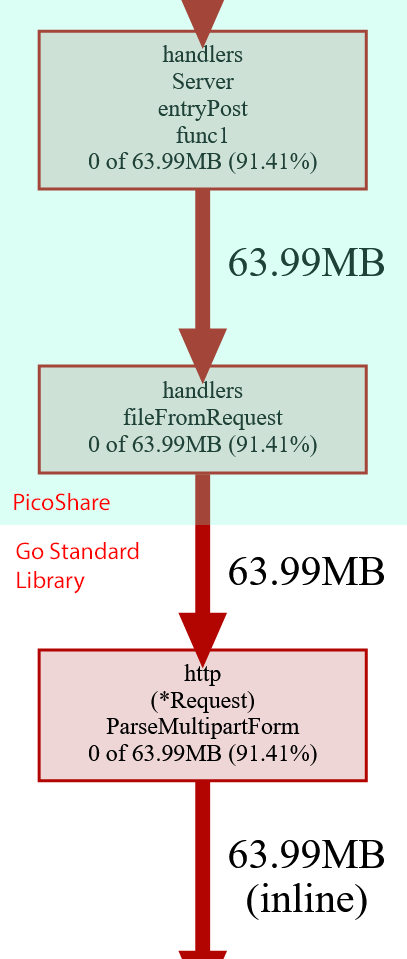 handlers
Server
entryPost
func1
0 of 63.99MB (91.41%)
63.99MB
handlers
fileFromRequest
0 of 63.99MB (91.41%)
PicoShare
Go Standard
Library
63.99MB
http
(*Request)
ParseMultipartForm
0 of 63.99MB (91.41%)
63.99MB
(inline)